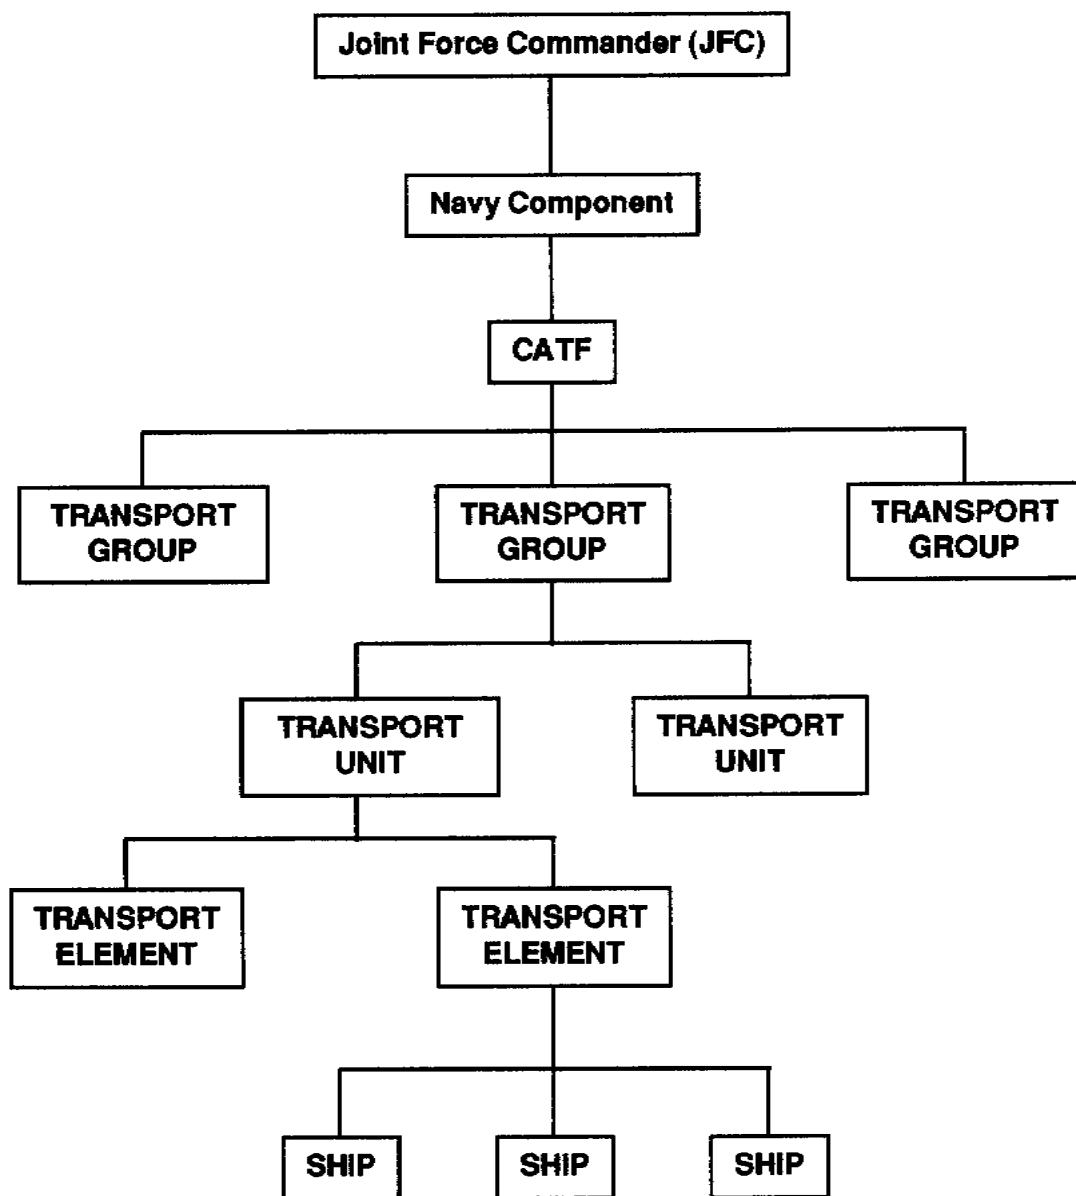 Joint Force Commander (JFC)
Navy Component
CATF
TRANSPORT
GROUP
TRANSPORT
GROUP
TRANSPORT
GROUP
TRANSPORT
UNIT
TRANSPORT
UNIT
TRANSPORT
ELEMENT
TRANSPORT
ELEMENT
SHIP
SHIP
SHIP